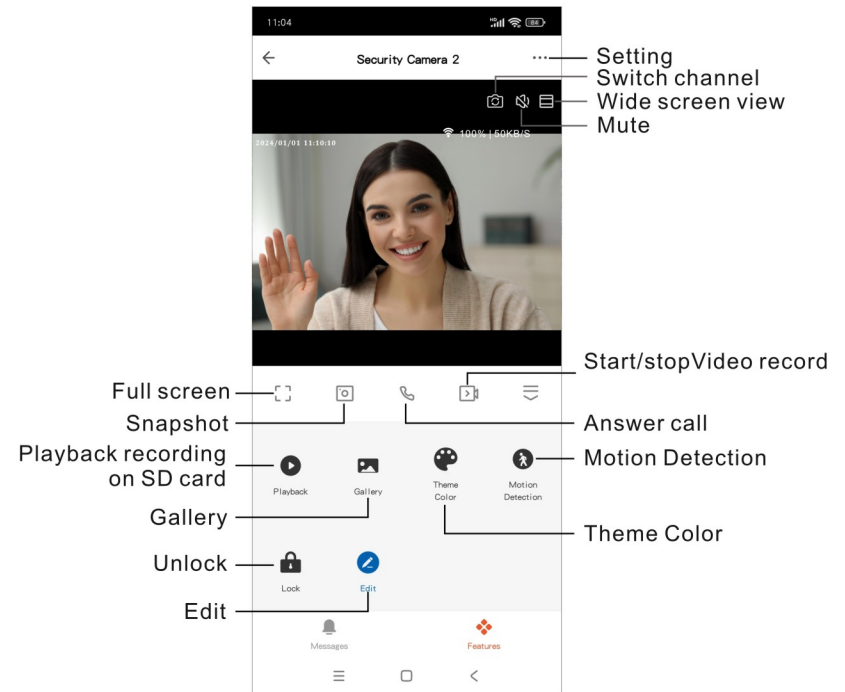 11:04
HD
84
Security Camera 2
Setting
Switch channel
Wide screen view
Mute
100% | 50KB/S
2024/01/01 11:10:10
Start/stopVideo record
Full screen
Snapshot
Answer call
Playback recording
on SD card
Motion Detection
Playback
Gallery
Theme
Color
Motion
Detection
Gallery
Theme Color
Unlock
Lock
Edit
Edit
Messages
Features